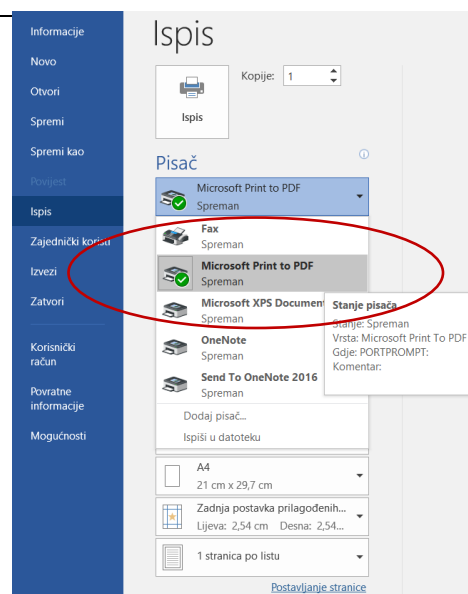 Informacije
Novo
Otvori
Spremi
Spremi kao
Povijest
Ispis
Zajednički koristi
Izvezi
Zatvori
Korisnički
račun
Povratne
informacije
Mogućnosti
Ispis
Ispis
Kopije: 1
Pisač
Microsoft Print to PDF
Spreman
Fax
Spreman
Microsoft Print to PDF
Spreman
Microsoft XPS Document
Spreman
OneNote
Spreman
Send To OneNote 2016
Spreman
Dodaj pisač...
Ispiši u datoteku
Stanje pisača
Stanje: Spreman
Vrsta: Microsoft Print To PDF
Gdje: PORTPROMPT:
Komentar:
A4
21 cm x 29,7 cm
Zadnja postavka prilagođenih...
Lijeva: 2,54 cm Desna: 2,54...
1 stranica po listu
Postavljanje stranice